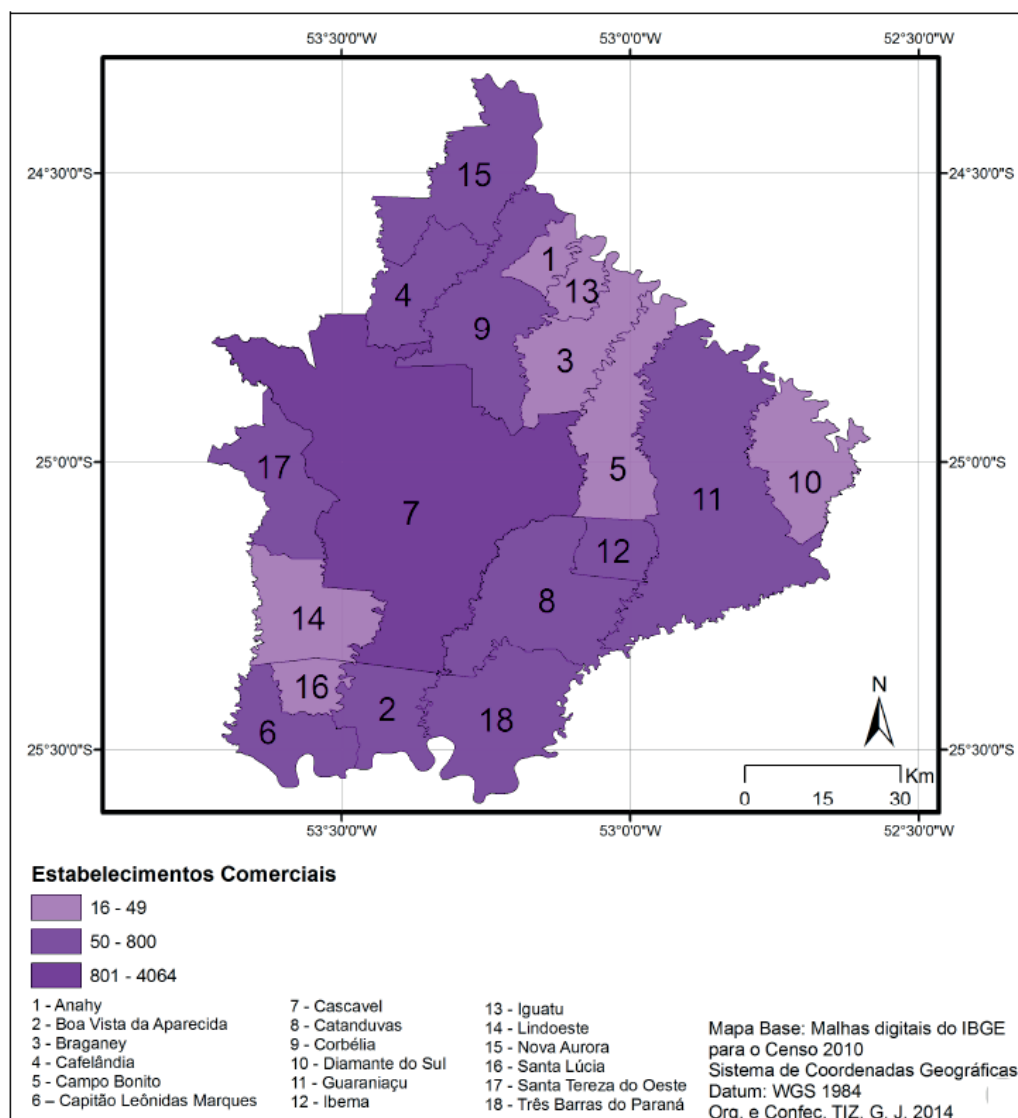 53°30'0"W 53°0'0"W 52°30'0"W
24°30'0"S 24°30'0"S
15
1
13
4
9
3
25°0'0"S 25°0'0"S
17
5
10
7
11
12
8
14
16
2
18
6
N
25°30'0"S 25°30'0"S
Km
0 15 30
53°30'0"W 53°0'0"W 52°30'0"W
Estabelecimentos Comerciais
16 - 49
50 - 800
801 - 4064
1 - Anahy
2 - Boa Vista da Aparecida
3 - Braganey
4 - Cafelândia
5 - Campo Bonito
6 – Capitão Leônidas Marques
7 - Cascavel
8 - Catanduvas
9 - Corbélia
10 - Diamante do Sul
11 - Guaraniaçu
12 - Ibema
13 - Iguatu
14 - Lindoeste
15 - Nova Aurora
16 - Santa Lúcia
17 - Santa Tereza do Oeste
18 - Três Barras do Paraná
Mapa Base: Malhas digitais do IBGE
para o Censo 2010
Sistema de Coordenadas Geográficas
Datum: WGS 1984
Org. e Confec. TIZ, G. J. 2014